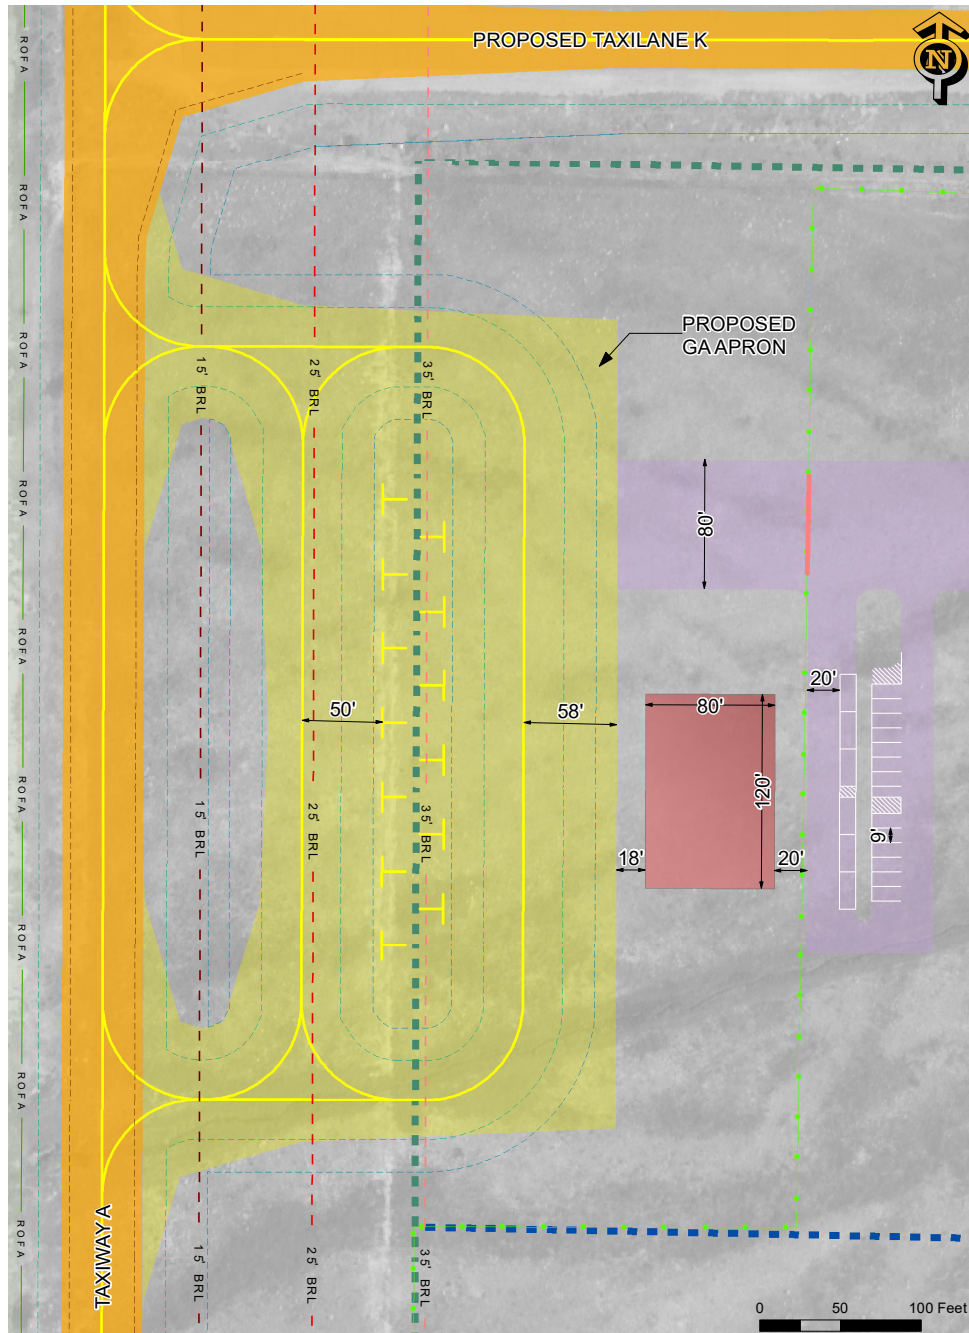 PROPOSED TAXILANE K
N
ROFA
ROFA
ROFA
ROFA
ROFA
ROFA
ROFA
ROFA
ROFA
PROPOSED
GA APRON
15' BRL
25' BRL
35' BRL
80'
20'
50'
58'
80'
120'
15' BRL
25' BRL
35' BRL
9'
18'
20'
TAXIWAY A
15' BRL
25' BRL
35' BRL
0 50 100 Feet